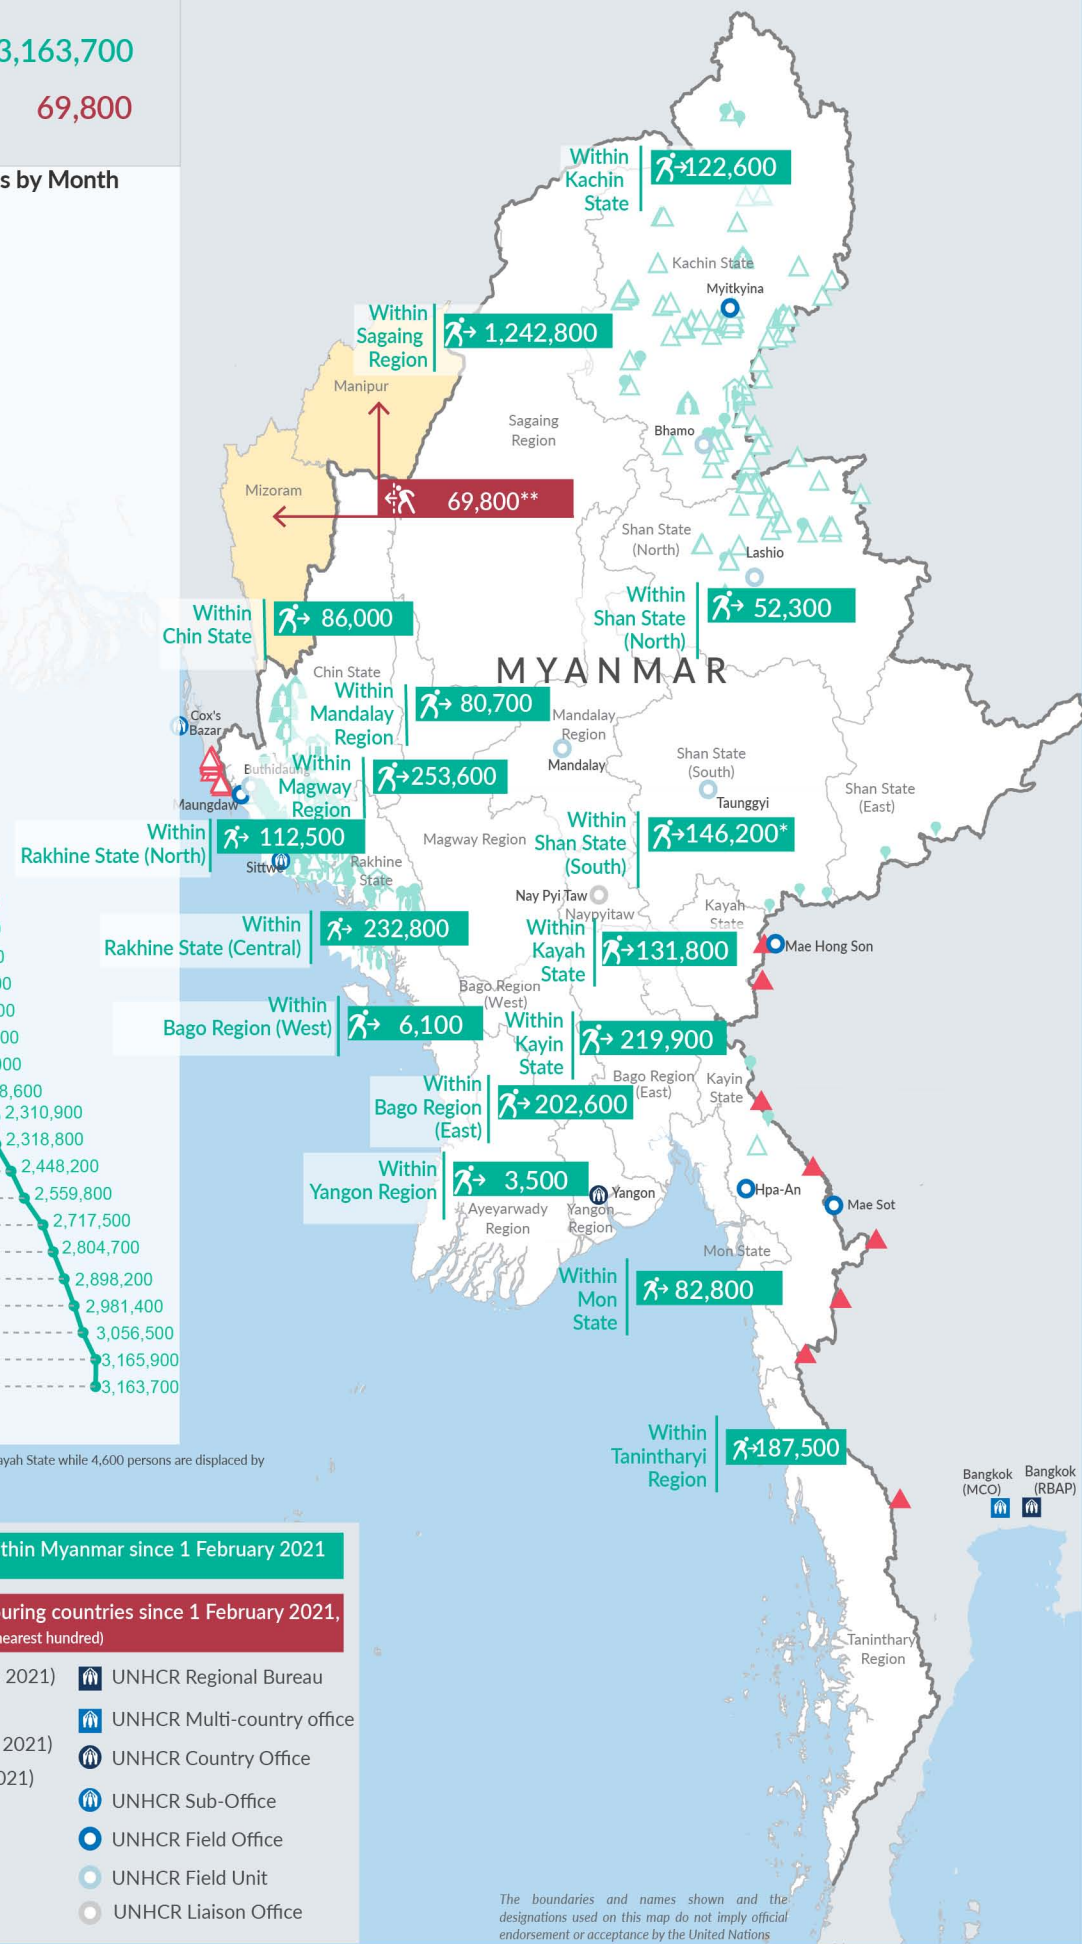 3,163,700
69,800
s by Month
Within
Kachin
State
122,600
Kachin State
Myitkyina
Within
Sagaing
Region
1,242,800
Manipur
Sagaing
Region
Bhamo
Mizoram
69,800**
Shan State
(North)
Lashio
Within
Chin State
86,000
Within
Shan State
(North)
52,300
MYANMAR
Chin State
Within
Mandalay
Region
80,700
Mandalay
Region
Mandalay
Cox's
Bazar
Buthidaung
Maungdaw
Within
Magway
Region
253,600
Shan State
(South)
Taunggyi
Shan State
(East)
Within
Rakhine State (North)
112,500
Sittwe
Rakhine
State
Magway Region
Within
Shan State
(South)
146,200*
Nay Pyi Taw
Naypyitaw
Kayah
State
Within
Rakhine State (Central)
232,800
Within
Kayah
State
131,800
Mae Hong Son
Bago Region
(West)
Within
Bago Region (West)
6,100
Within
Kayin
State
219,900
Bago Region
(East)
Kayin
State
Within
Bago Region
(East)
202,600
Within
Yangon Region
3,500
Yangon
Ayeyarwady
Region
Yangon
Region
Hpa-An
Mae Sot
Mon State
Within
Mon
State
82,800
0
0
00
00
00
000
8,600
2,310,900
2,318,800
2,448,200
2,559,800
2,717,500
2,804,700
2,898,200
2,981,400
3,056,500
3,165,900
3,163,700
Within
Tanintharyi
Region
187,500
ayah State while 4,600 persons are displaced by
Bangkok
(MCO)
Bangkok
(RBAP)
Taninthary
Region
thin Myanmar since 1 February 2021
ouring countries since 1 February 2021,
nearest hundred)
2021)
2021)
021)
UNHCR Regional Bureau
UNHCR Multi-country office
UNHCR Country Office
UNHCR Sub-Office
UNHCR Field Office
UNHCR Field Unit
UNHCR Liaison Office
The boundaries and names shown and the
designations used on this map do not imply official
endorsement or acceptance by the United Nations